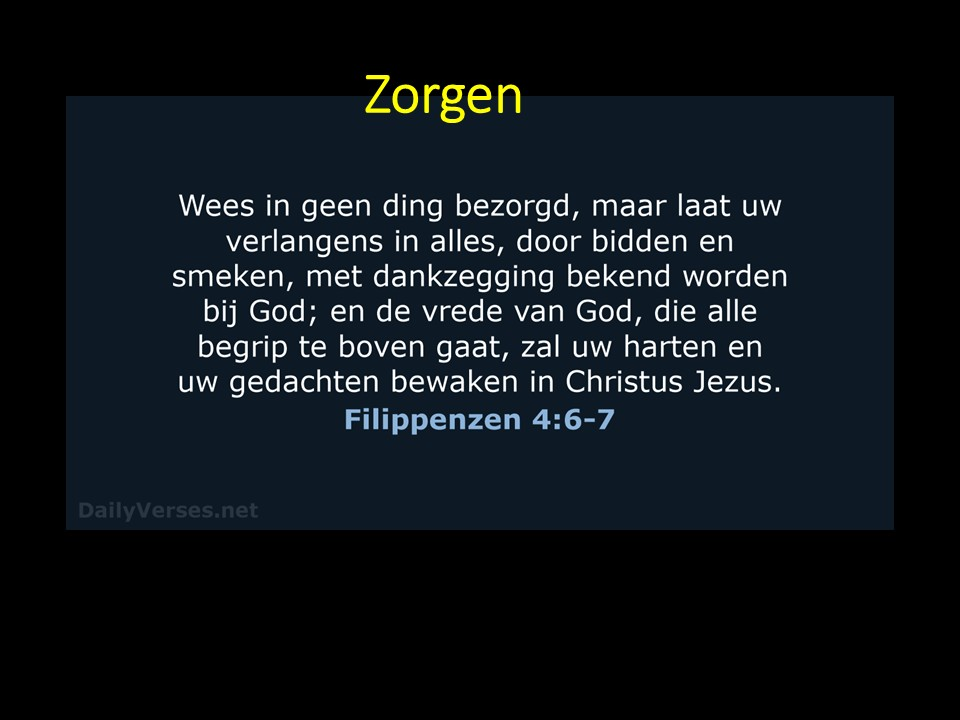 Zorgen
Wees in geen ding bezorgd, maar laat uw
verlangens in alles, door bidden en
smeken, met dankzegging bekend worden
bij God; en de vrede van God, die alle
begrip te boven gaat, zal uw harten en
uw gedachten bewaken in Christus Jezus.
Filippenzen 4:6-7
DailyVerses.net